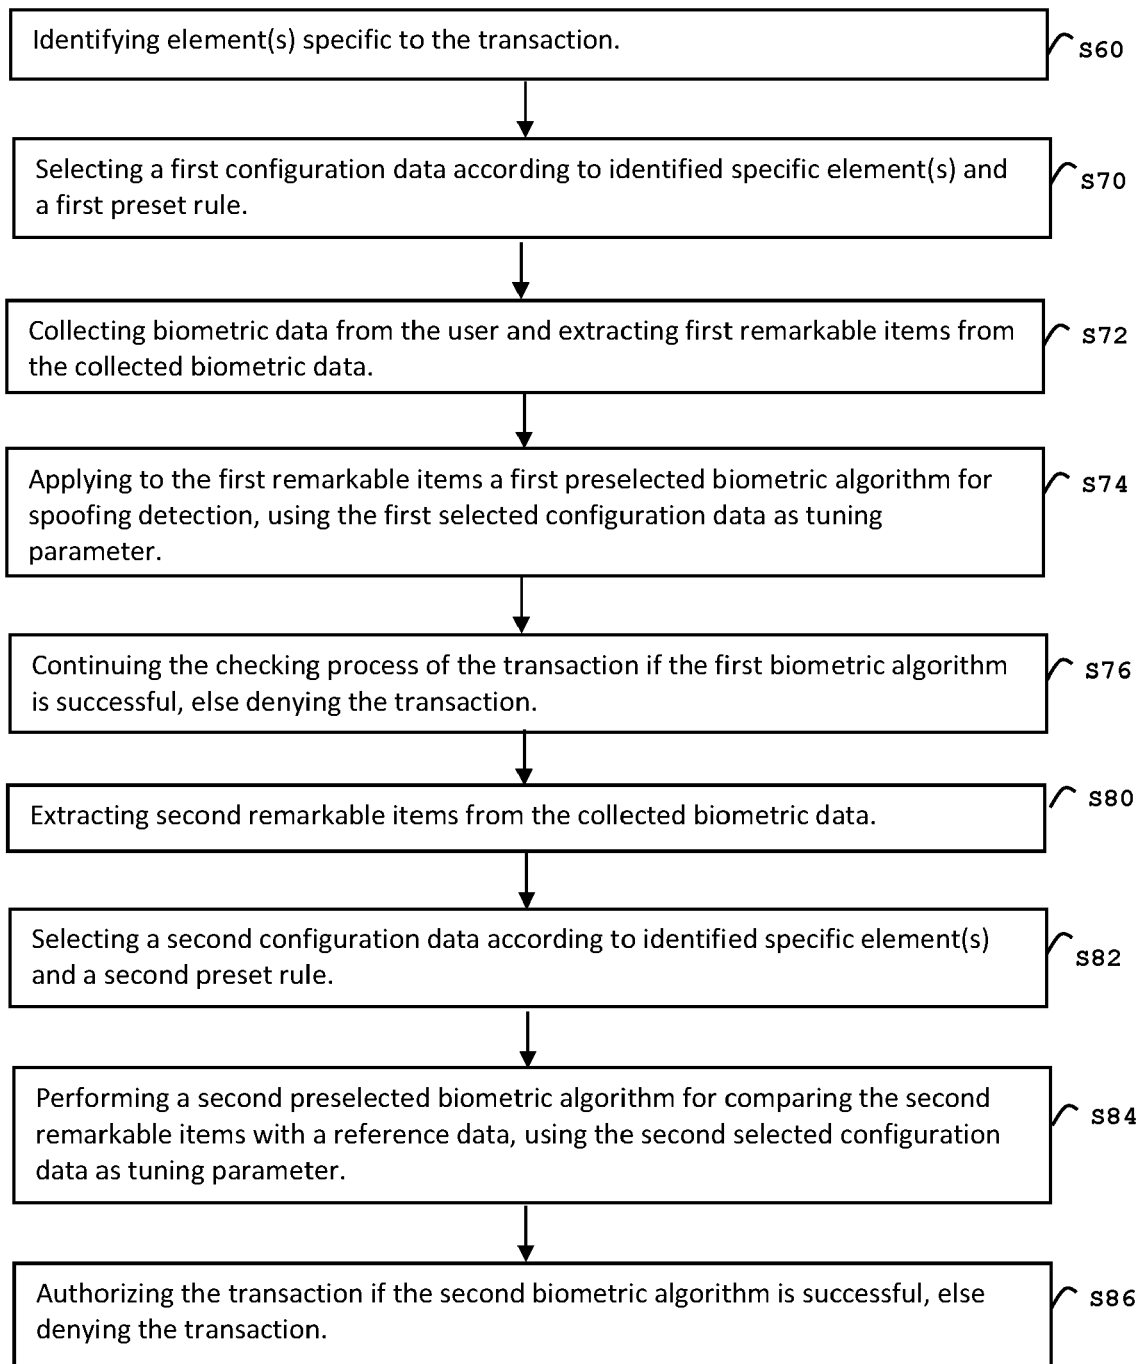 Identifying element(s) specific to the transaction.
S60
Selecting a first configuration data according to identified specific element(s) and
a first preset rule.
S70
Collecting biometric data from the user and extracting first remarkable items from
the collected biometric data.
S72
Applying to the first remarkable items a first preselected biometric algorithm for
spoofing detection, using the first selected configuration data as tuning
parameter.
S74
Continuing the checking process of the transaction if the first biometric algorithm
is successful, else denying the transaction.
S76
Extracting second remarkable items from the collected biometric data.
S80
Selecting a second configuration data according to identified specific element(s)
and a second preset rule.
S82
Performing a second preselected biometric algorithm for comparing the second
remarkable items with a reference data, using the second selected configuration
data as tuning parameter.
S84
Authorizing the transaction if the second biometric algorithm is successful, else
denying the transaction.
S86